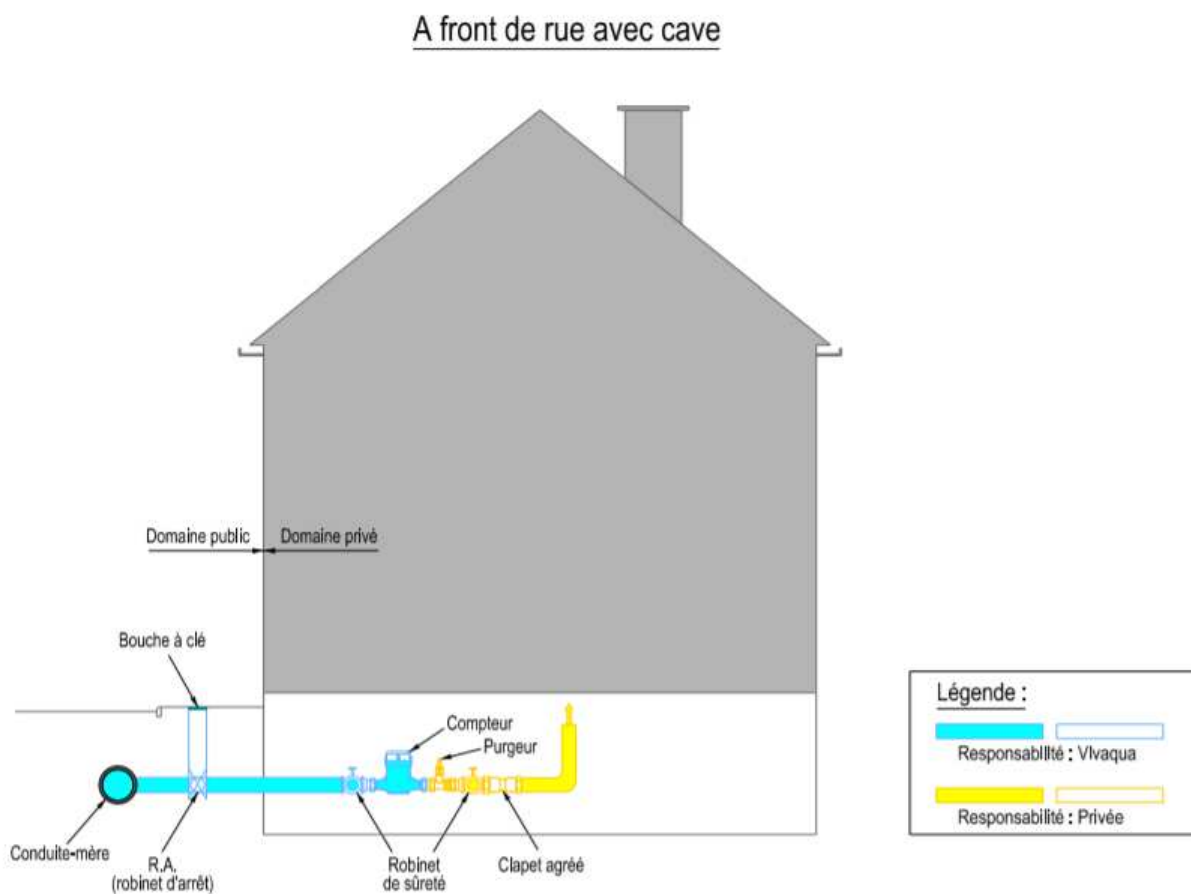 A front de rue avec cave
Domaine public
Domaine privé
Bouche à clé
Compteur
Purgeur
Conduite-mère
R.A.
(robinet d'arrêt)
Robinet
de sûreté
Clapet agréé
Légende :
Responsabilité : Vivaqua
Responsabilité : Privée